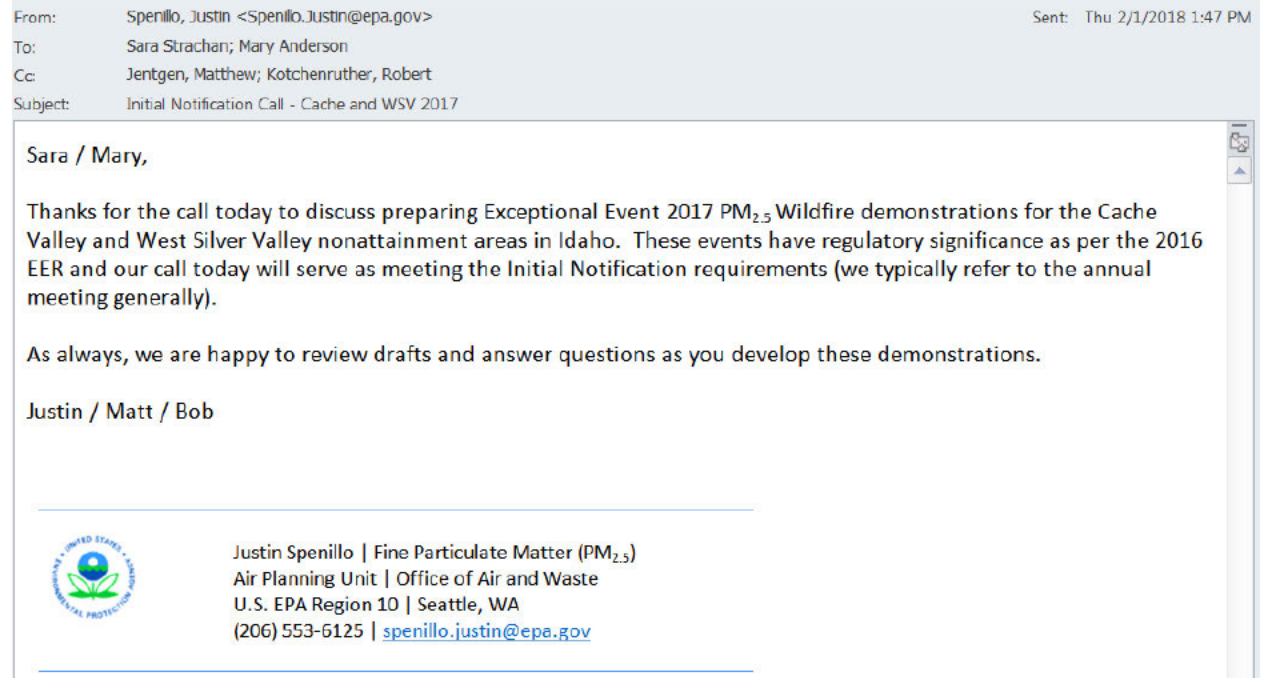 From: Spenillo, Justin <Spenillo.Justin@epa.gov> Sent: Thu 2/1/2018 1:47 PM
To: Sara Strachan; Mary Anderson
Cc: Jentgen, Matthew; Kotchenruther, Robert
Subject: Initial Notification Call - Cache and WSV 2017
Sara / Mary,
Thanks for the call today to discuss preparing Exceptional Event 2017 PM2.5 Wildfire demonstrations for the Cache
Valley and West Silver Valley nonattainment areas in Idaho. These events have regulatory significance as per the 2016
EER and our call today will serve as meeting the Initial Notification requirements (we typically refer to the annual
meeting generally).
As always, we are happy to review drafts and answer questions as you develop these demonstrations.
Justin / Matt / Bob
UNITED STATES
Justin Spenillo | Fine Particulate Matter (PM2.5)
Air Planning Unit | Office of Air and Waste
U.S. EPA Region 10 | Seattle, WA
(206) 553-6125 | spenillo.justin@epa.gov